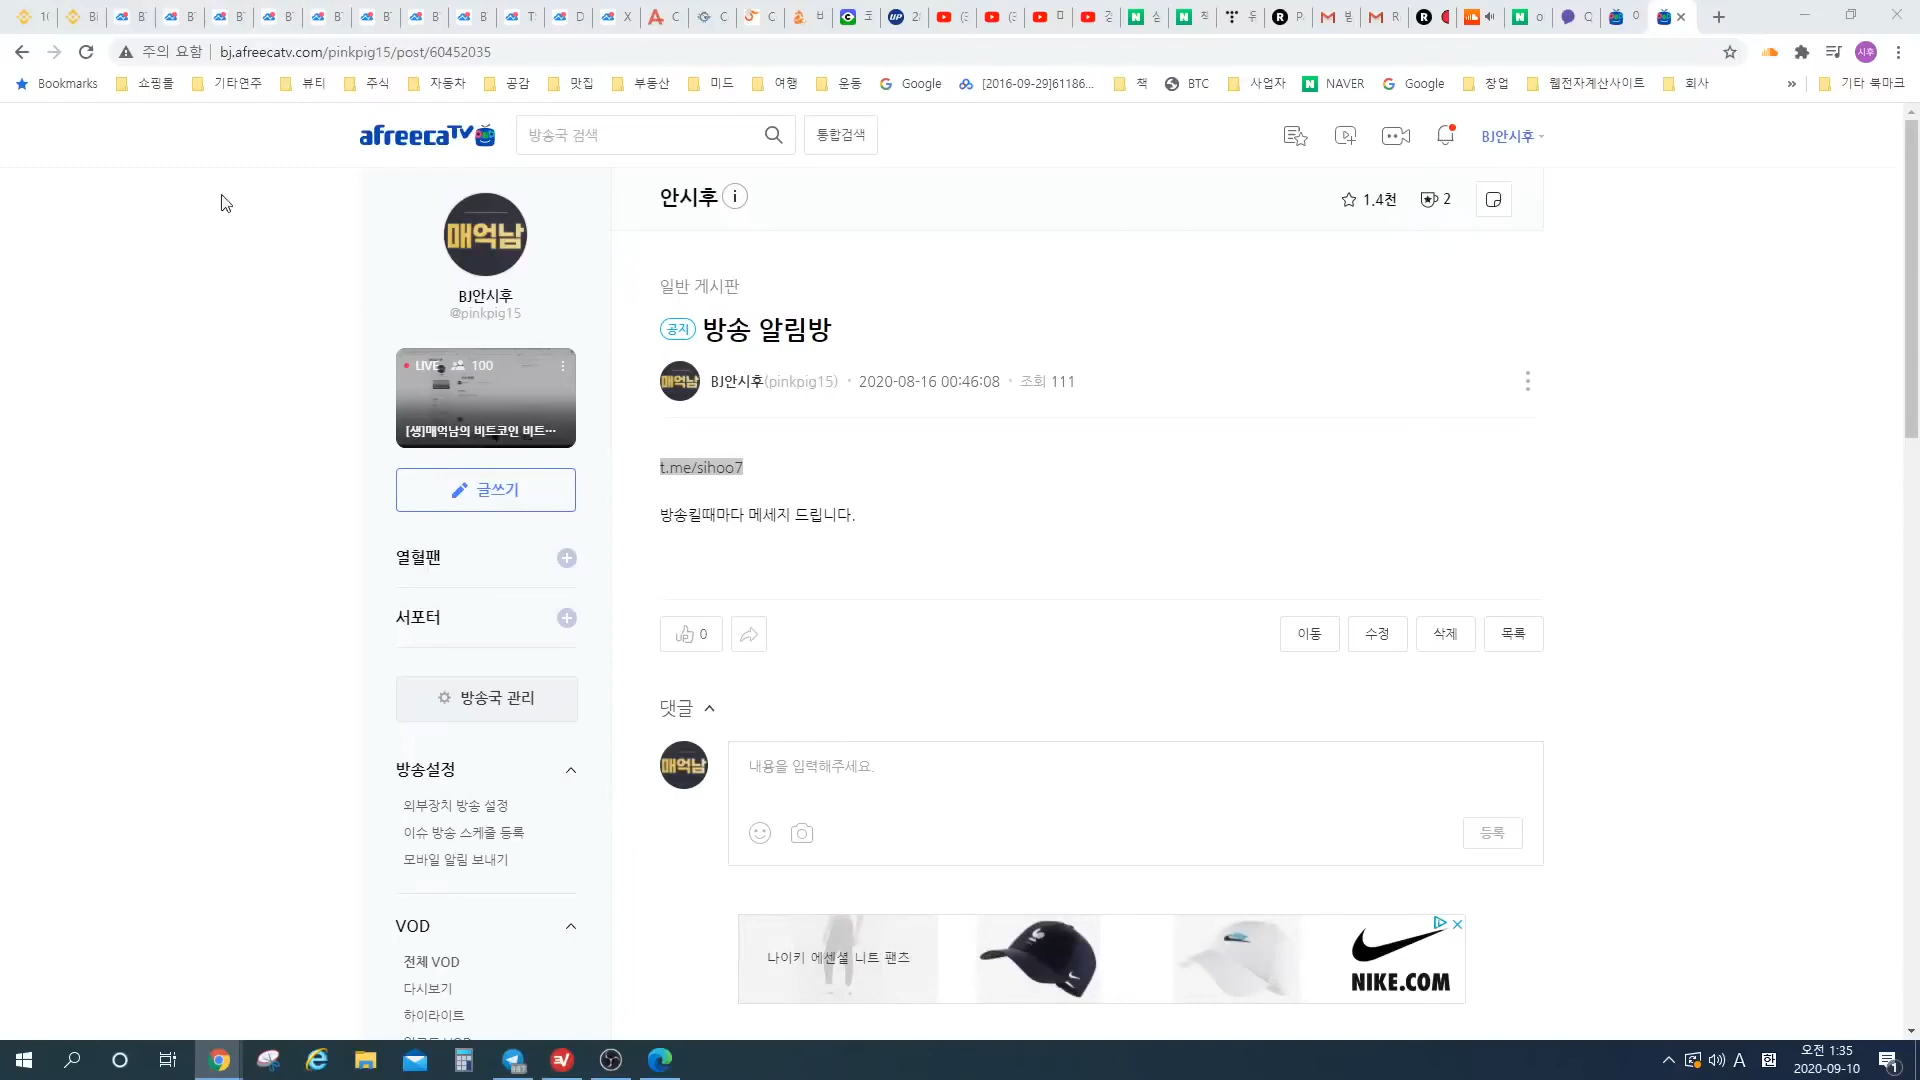 주의 요함 | bj.afreecatv.com/pinkpig15/post/60452035
시후
Bookmarks 쇼핑몰 기타연주 뷰티 주식 자동차 공감 맛집 부동산 미드 여행 운동 Google [2016-09-29]61186... 책 BTC 사업자 NAVER Google 창업 웹전자계산사이트 회사 » 기타 북마크
afreecaTV 방송국 검색 통합검색 BJ안시후
매억남
BJ안시후
@pinkpig15
LIVE 100
[생]매억남의 비트코인 비트···
글쓰기
열혈팬
서포터
방송국 관리
방송설정
외부장치 방송 설정
이슈 방송 스케줄 등록
모바일 알림 보내기
VOD
전체 VOD
다시보기
하이라이트
안시후 i 1.4천 2
일반 게시판
공지 방송 알림방
매억남 BJ안시후(pinkpig15) · 2020-08-16 00:46:08 · 조회 111
t.me/sihoo7
방송킬때마다 메세지 드립니다.
up 0 이동 수정 삭제 목록
댓글
매억남 내용을 입력해주세요.
등록
나이키 에센셜 니트 팬츠
NIKE.COM
A 한 오전 1:35
2020-09-10
1